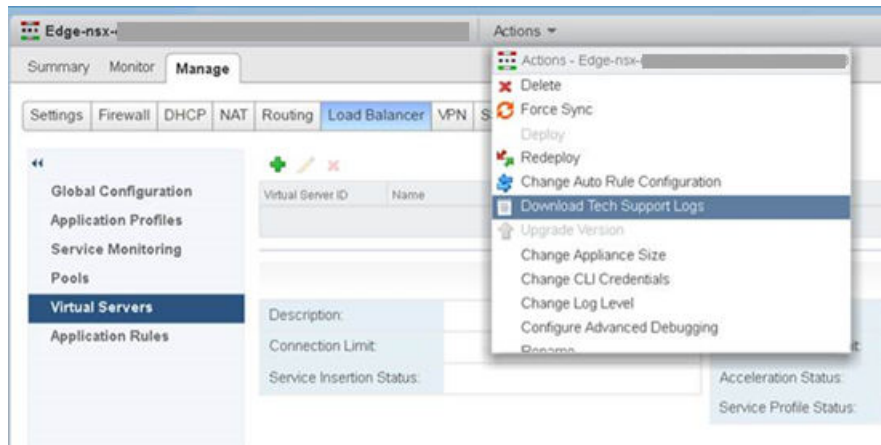 Edge-nsx-
Actions
Summary Monitor Manage
Settings Firewall DHCP NAT Routing Load Balancer VPN S
Global Configuration
Application Profiles
Service Monitoring
Pools
Virtual Servers
Application Rules
Virtual Server ID Name
Description:
Connection Limit:
Service Insertion Status:
Actions - Edge-nsx-
Delete
Force Sync
Deploy
Redeploy
Change Auto Rule Configuration
Download Tech Support Logs
Upgrade Version
Change Appliance Size
Change CLI Credentials
Change Log Level
Configure Advanced Debugging
Rename
Acceleration Status:
Service Profile Status: